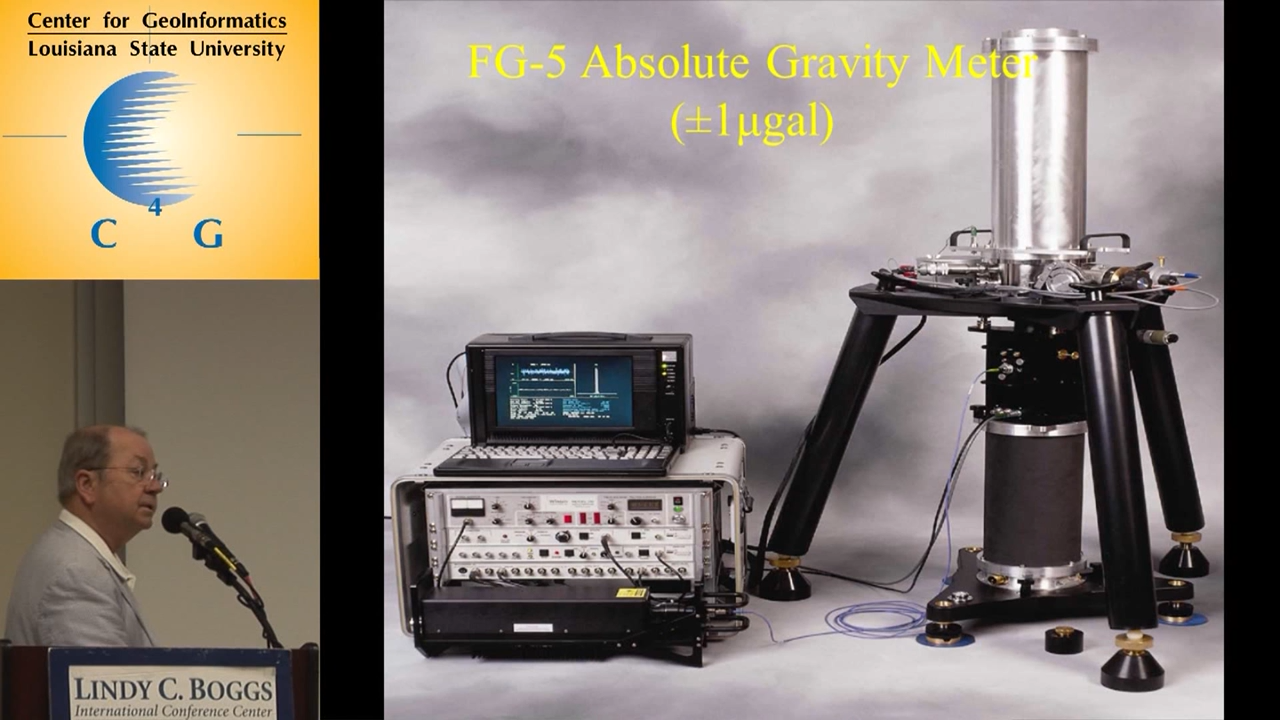 Center for GeoInformatics
Louisiana State University
4
C G
FG-5 Absolute Gravity Meter
(±1µgal)
LINDY C. BOGGS
International Conference Center